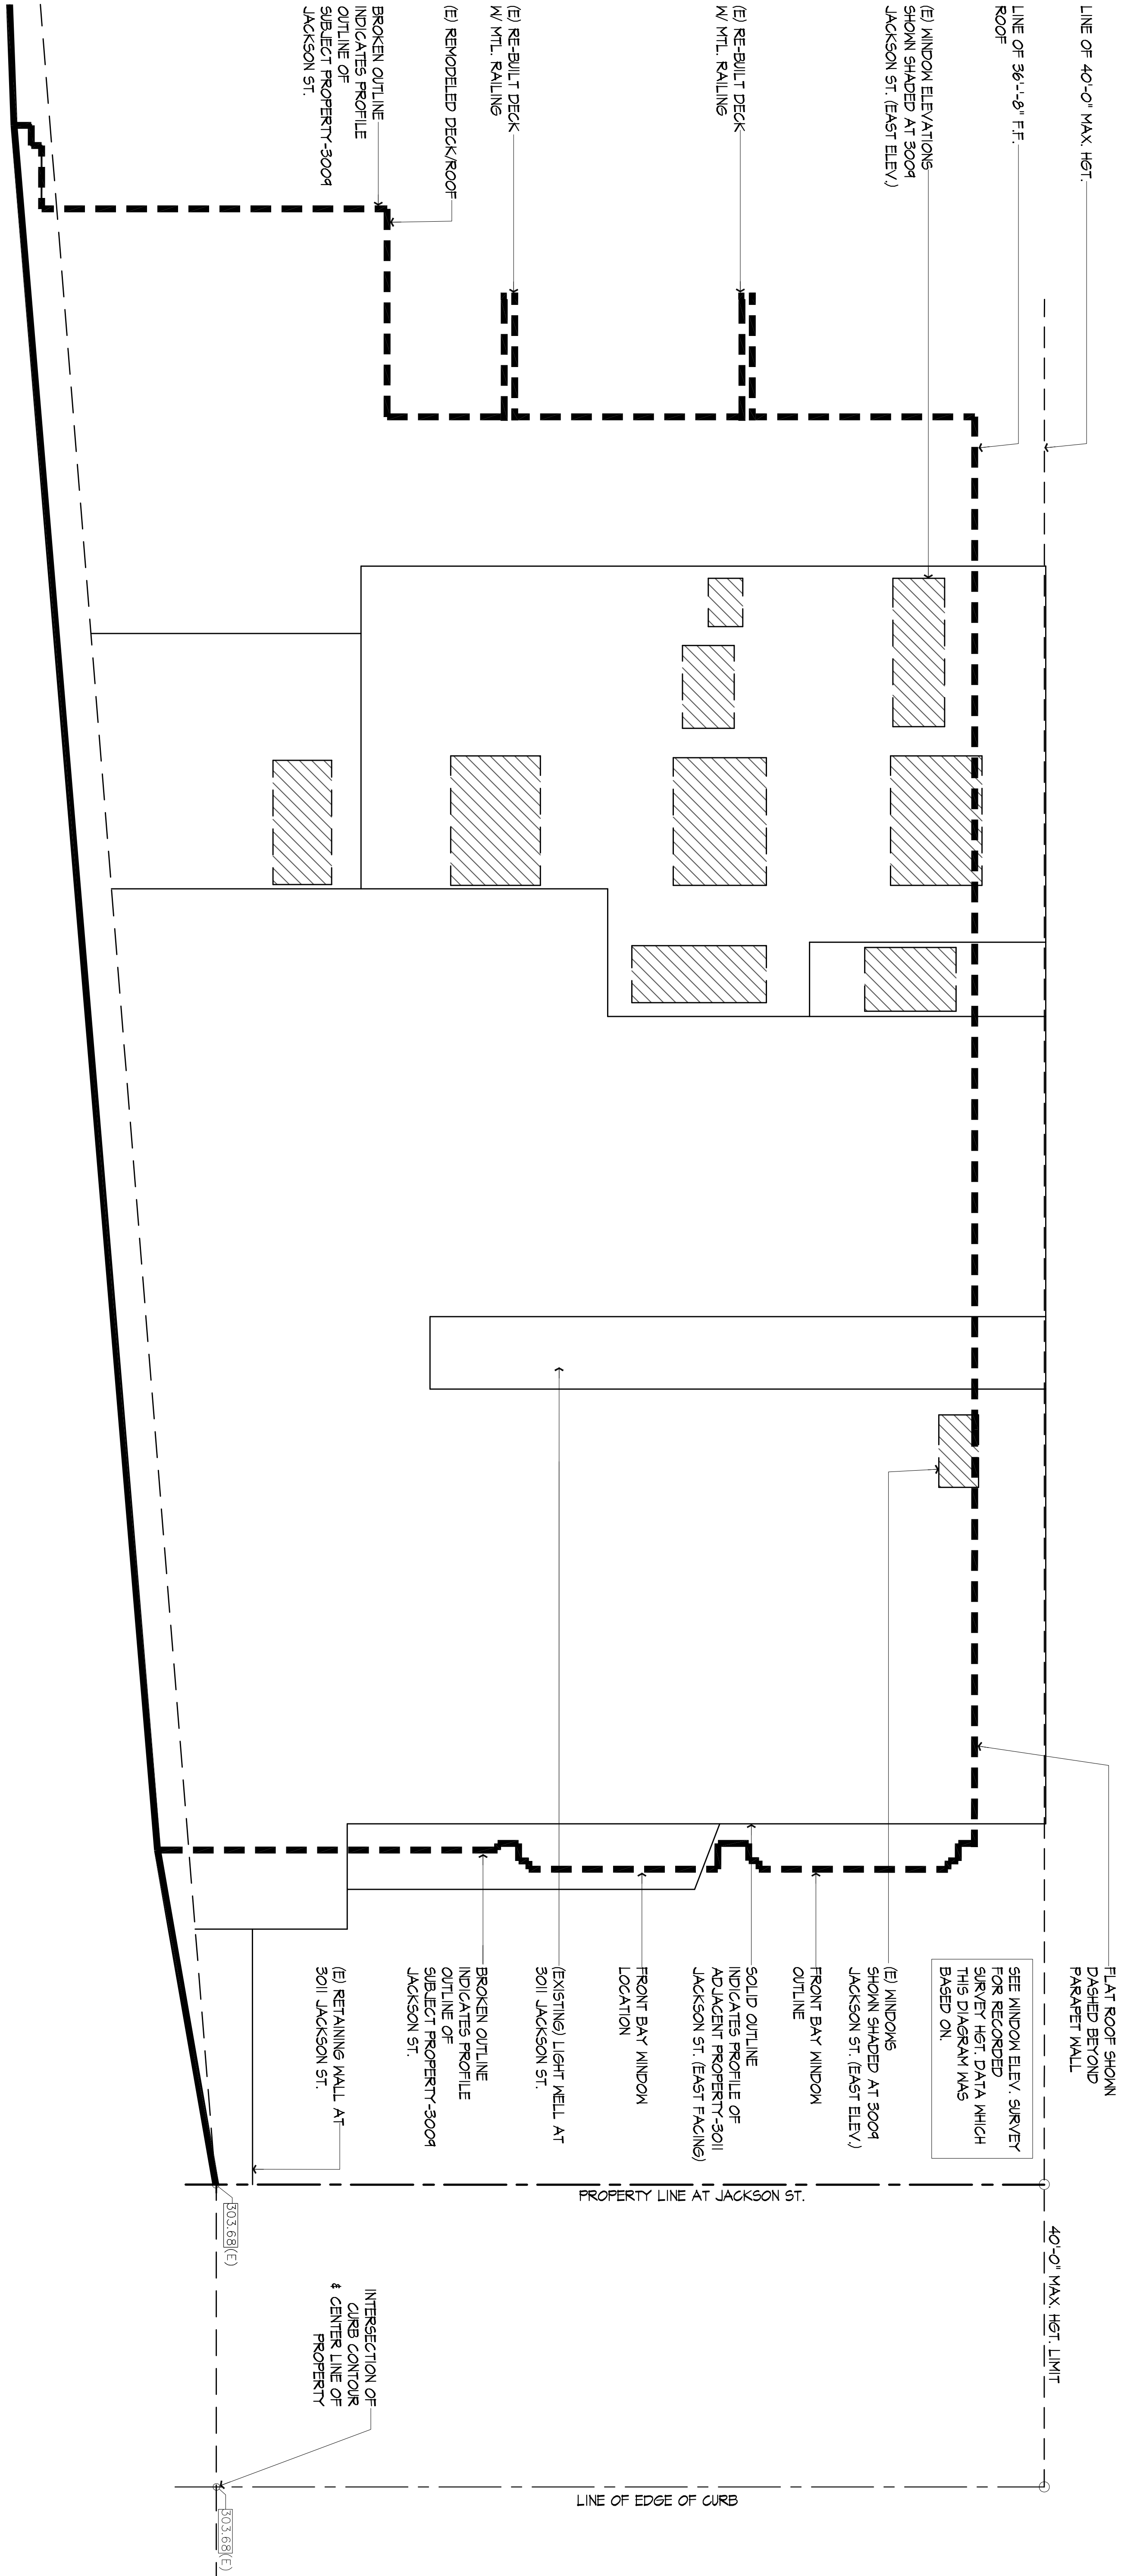 LINE OF 40'-0" MAX. HGT.
LINE OF 36'-'-8" F.F.
ROOF
(E) WINDOW ELEVATIONS
SHOWN SHADED AT 3009
JACKSON ST. (EAST ELEV.)
(E) RE-BUILT DECK
W/ MTL. RAILING
(E) RE-BUILT DECK
W/ MTL. RAILING
(E) REMODELED DECK/ROOF
BROKEN OUTLINE
INDICATES PROFILE
OUTLINE OF
SUBJECT PROPERTY-3009
JACKSON ST.
FLAT ROOF SHOWN
DASHED BEYOND
PARAPET WALL
SEE WINDOW ELEV. SURVEY
FOR RECORDED
SURVEY HGT. DATA WHICH
THIS DIAGRAM WAS
BASED ON.
(E) WINDOWS
SHOWN SHADED AT 3009
JACKSON ST. (EAST ELEV.)
FRONT BAY WINDOW
OUTLINE
SOLID OUTLINE
INDICATES PROFILE OF
ADJACENT PROPERTY-3011
JACKSON ST. (EAST FACING)
FRONT BAY WINDOW
LOCATION
(EXISTING) LIGHT WELL AT
3011 JACKSON ST.
BROKEN OUTLINE
INDICATES PROFILE
OUTLINE OF
SUBJECT PROPERTY-3009
JACKSON ST.
(E) RETAINING WALL AT
3011 JACKSON ST.
PROPERTY LINE AT JACKSON ST.
303.68 (E)
40'-0" MAX. HGT. LIMIT
INTERSECTION OF
CURB CONTOUR
& CENTER LINE OF
PROPERTY
LINE OF EDGE OF CURB
303.68 (E)